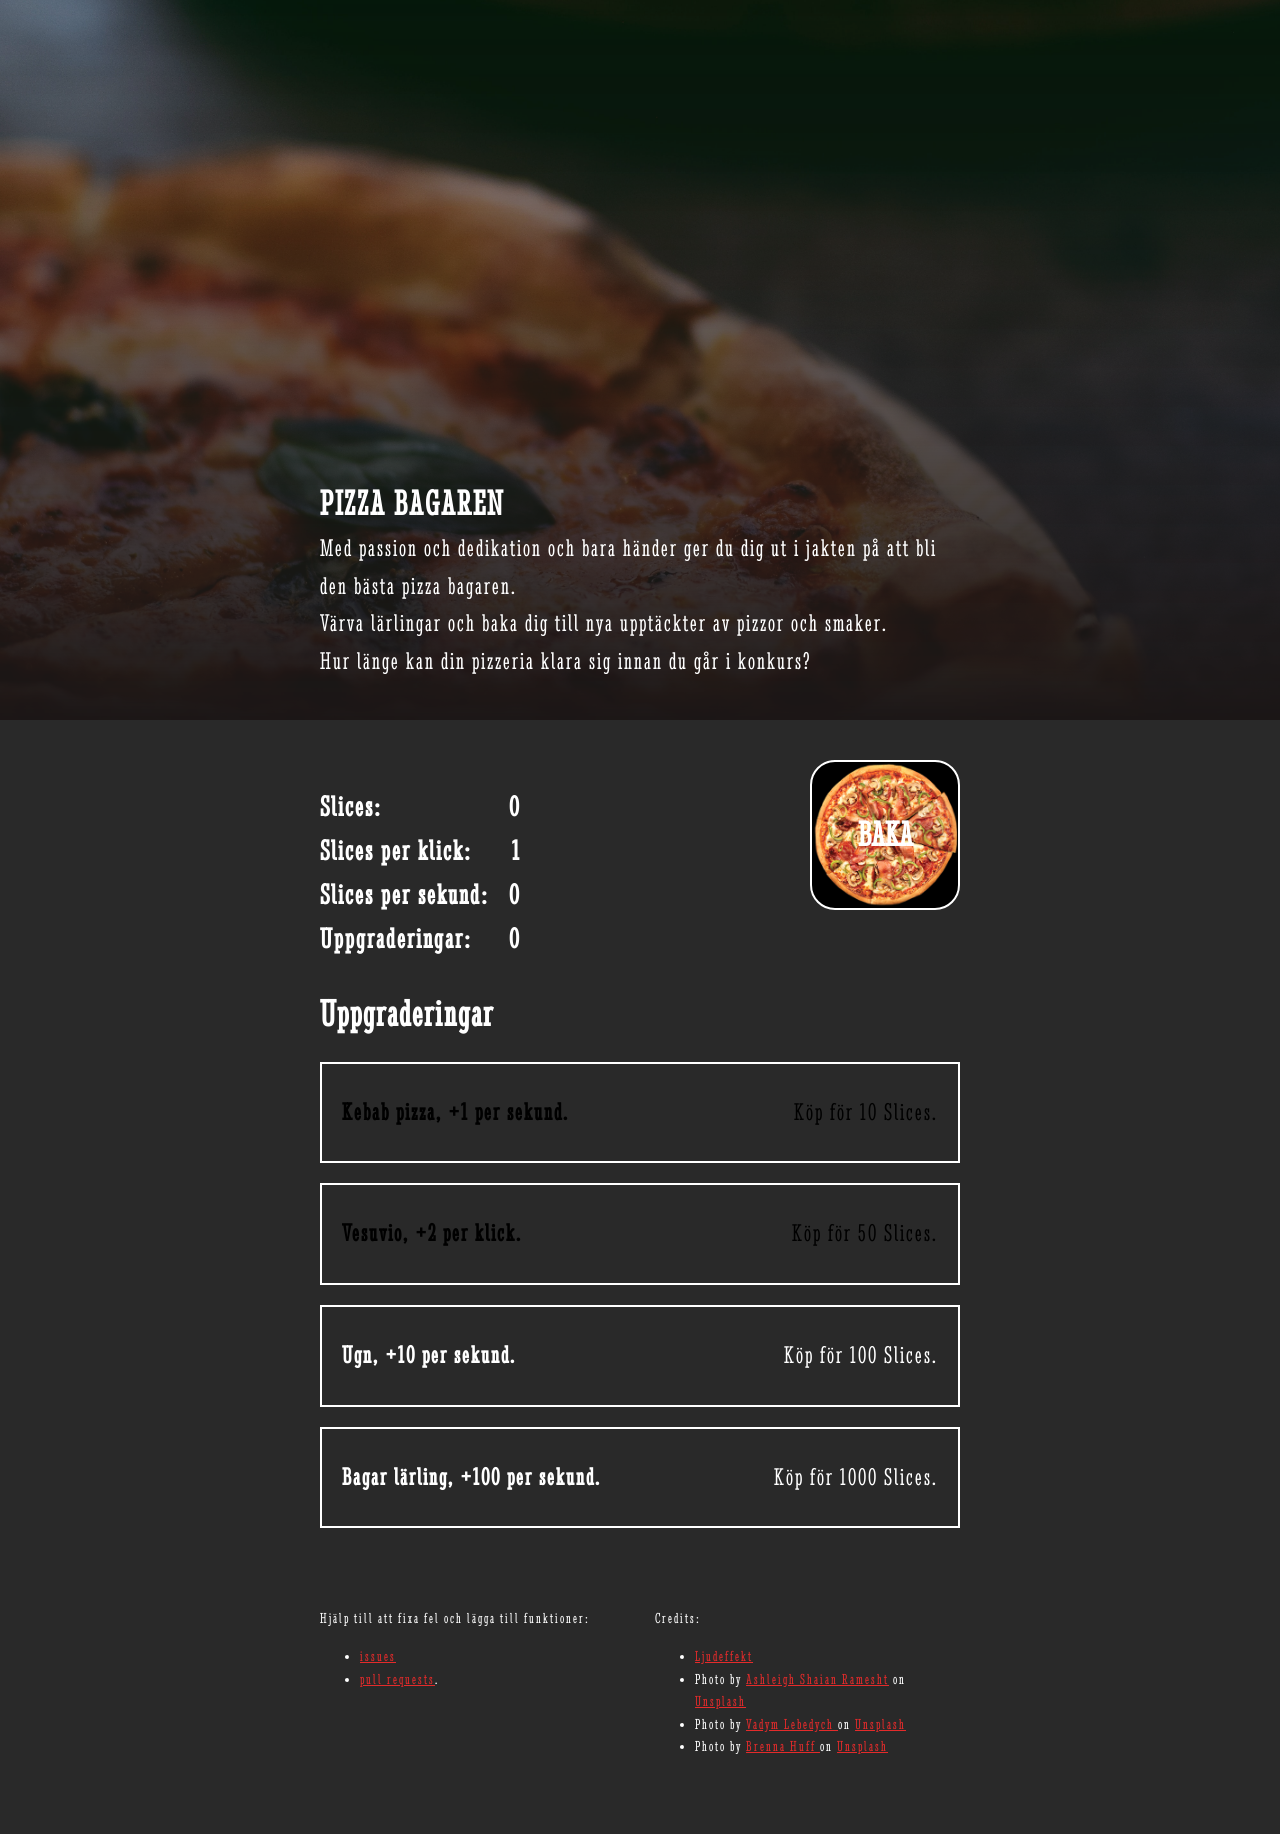 PIZZA BAGAREN
Med passion och dedikation och bara händer ger du dig ut i jakten på att bli
den bästa pizza bagaren.
Värva lärlingar och baka dig till nya upptäckter av pizzor och smaker.
Hur länge kan din pizzeria klara sig innan du går i konkurs?
Slices: 0
Slices per klick: 1
Slices per sekund: 0
Uppgraderingar: 0
BAKA
Uppgraderingar
Kebab pizza, +1 per sekund. Köp för 10 Slices.
Vesuvio, +2 per klick. Köp för 50 Slices.
Ugn, +10 per sekund. Köp för 100 Slices.
Bagar lärling, +100 per sekund. Köp för 1000 Slices.
Hjälp till att fixa fel och lägga till funktioner:
issues
pull requests.
Credits:
Ljudeffekt
Photo by Ashleigh Shaian Ramesht on
Unsplash
Photo by Vadym Lebedych on Unsplash
Photo by Brenna Huff on Unsplash